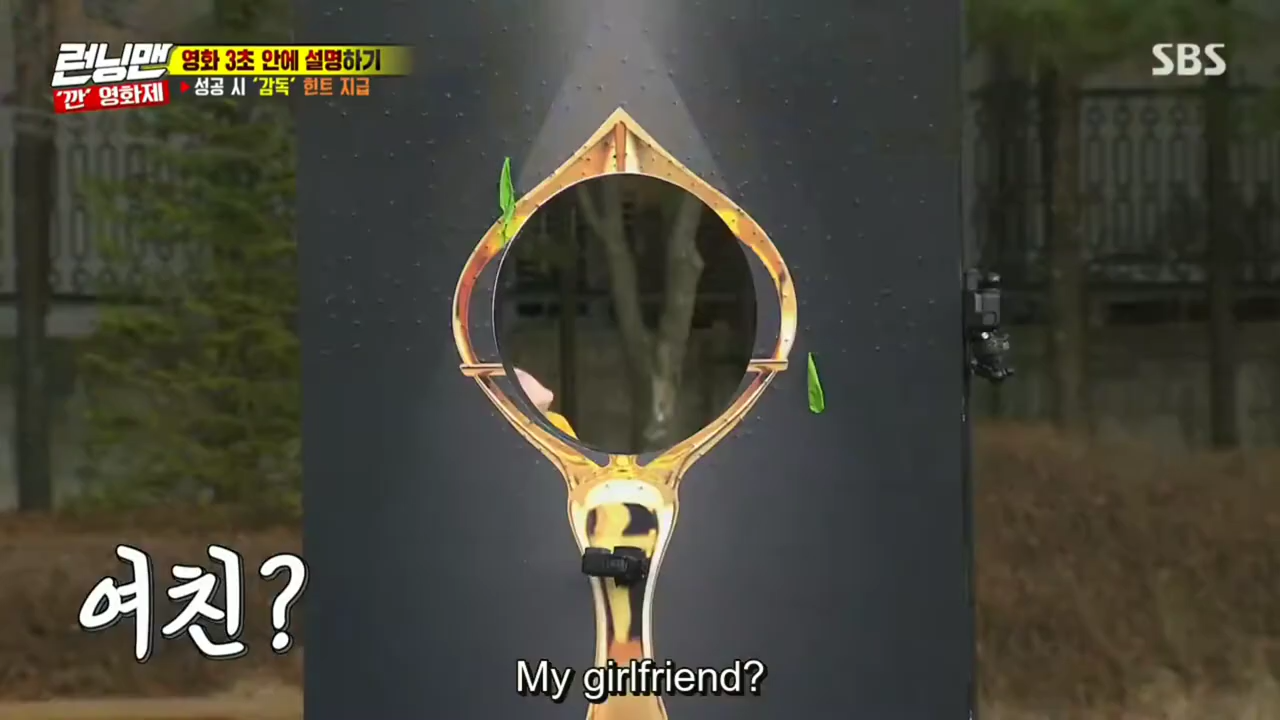 런닝맨
'깐' 영화제
영화 3초 안에 설명하기
성공 시 '감독' 힌트 지급
SBS
여친?
My girlfriend?